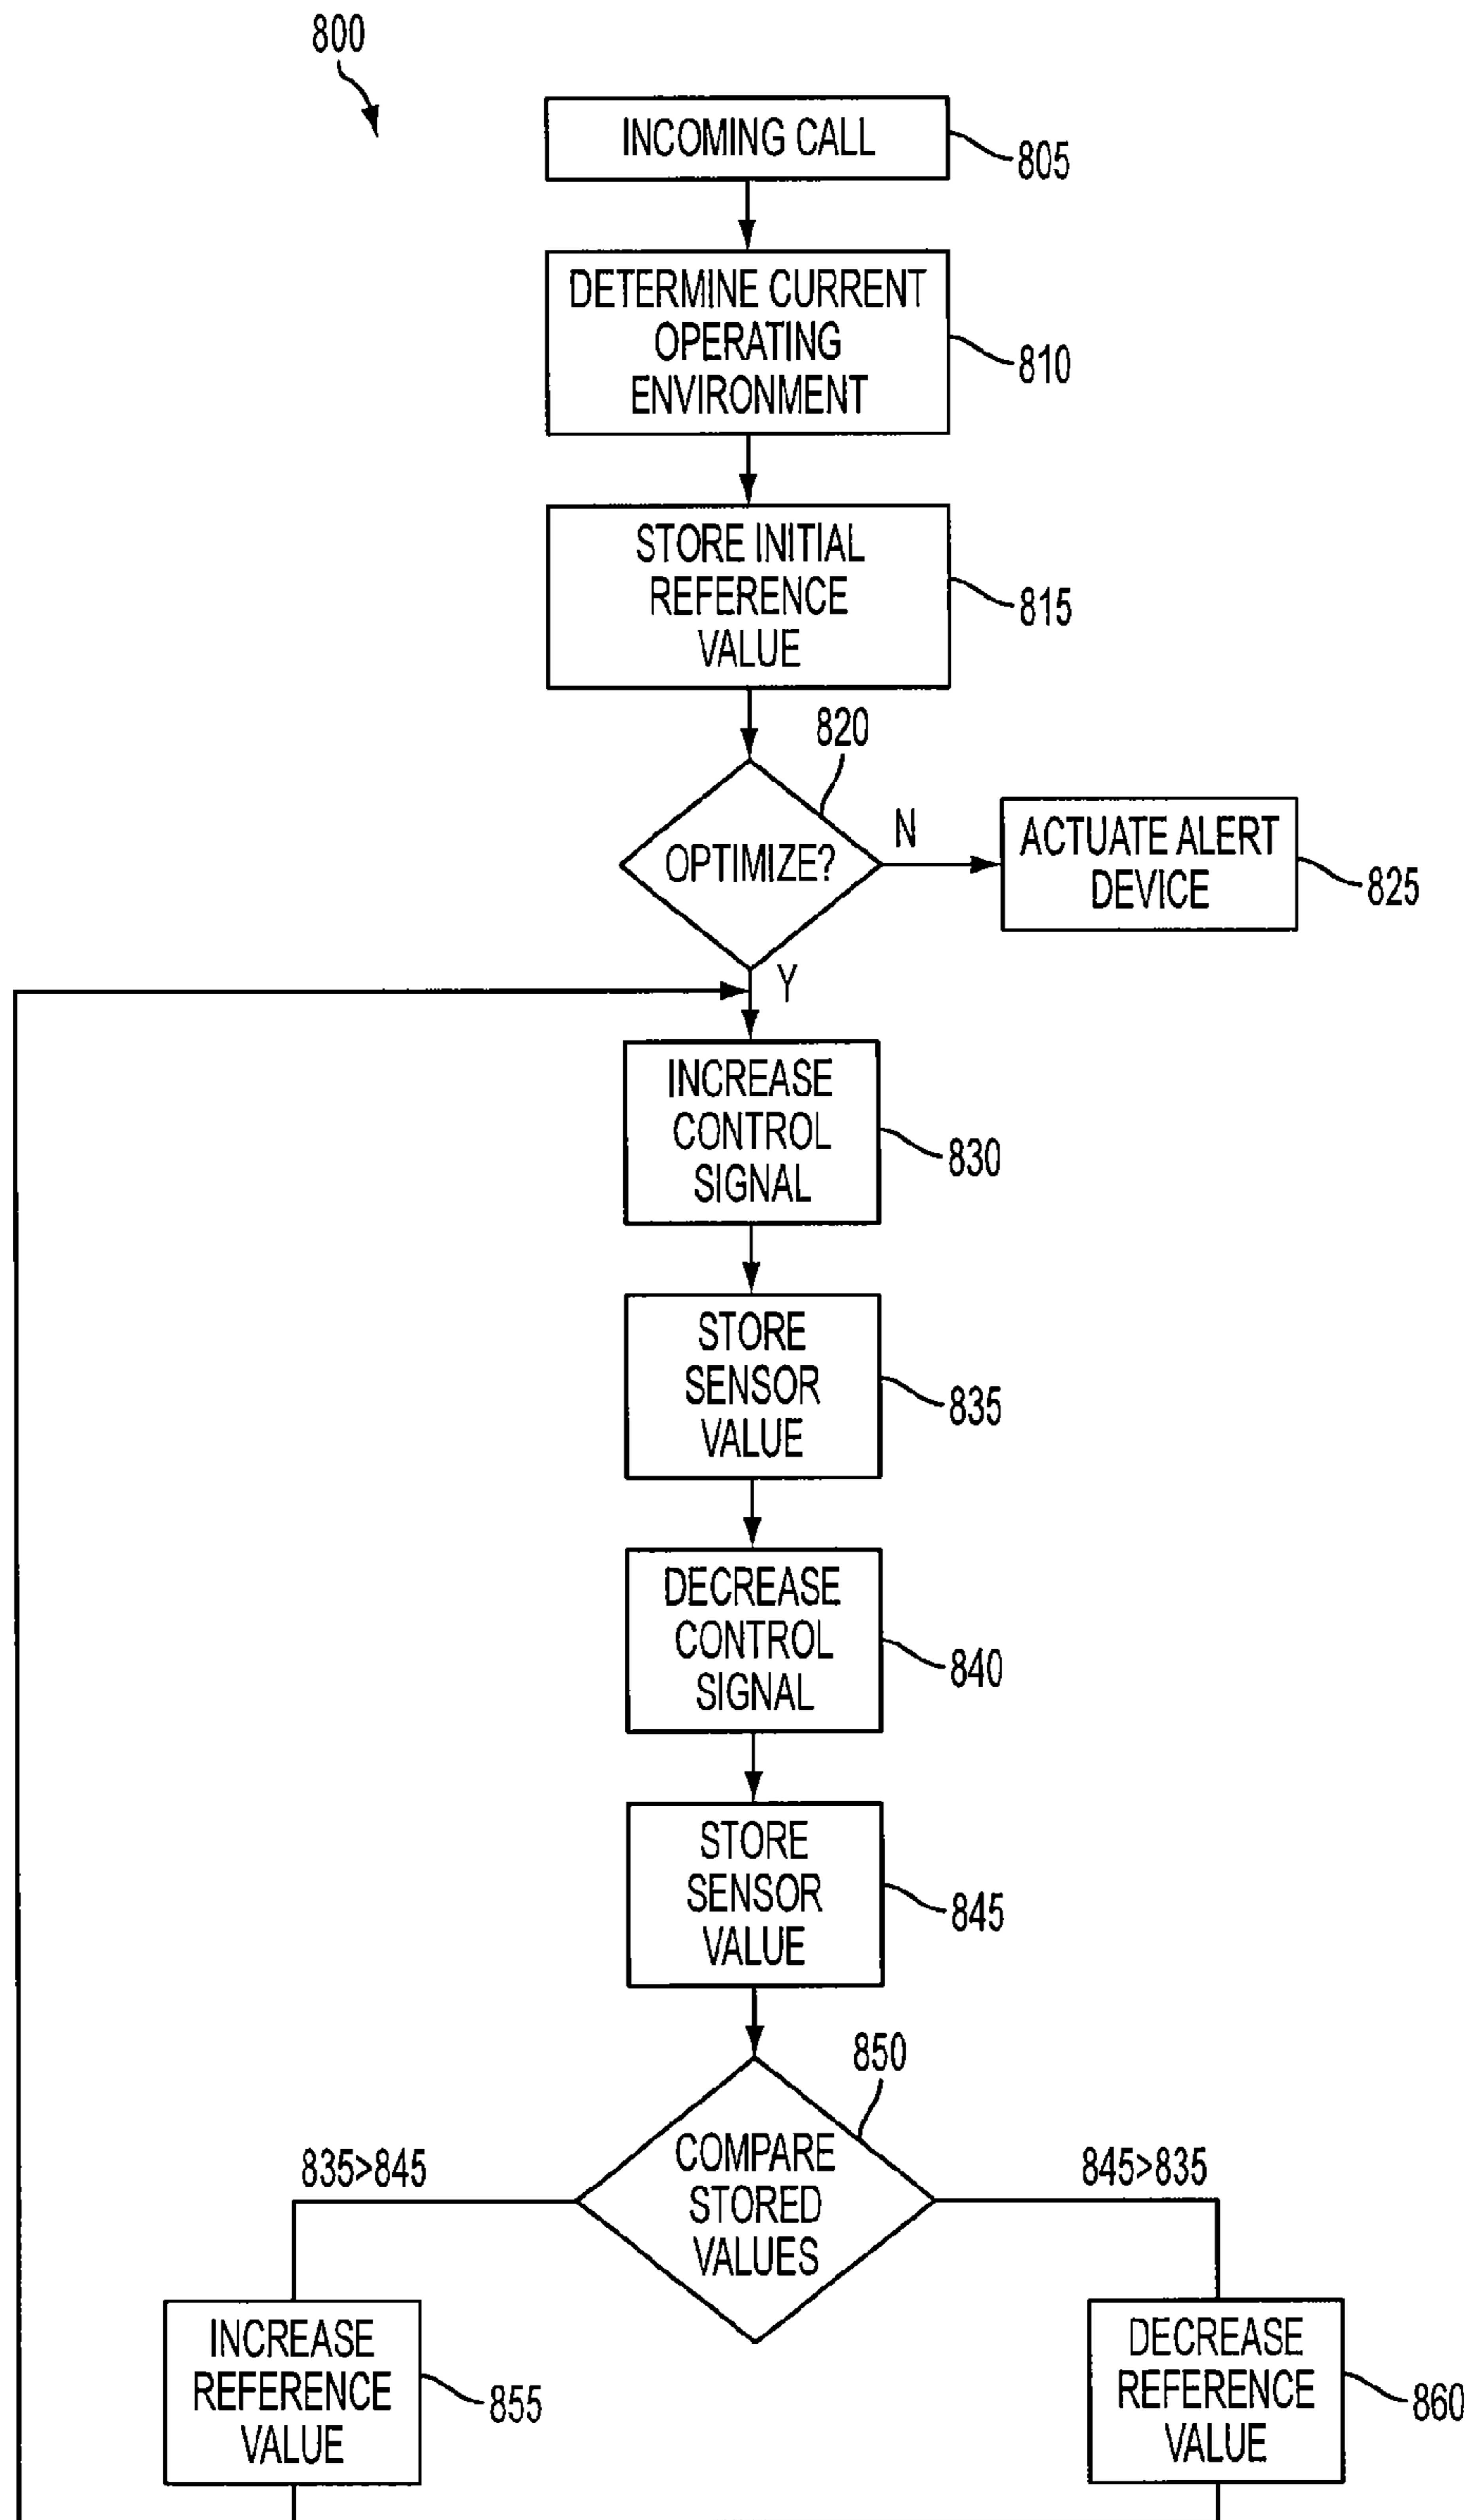 800
INCOMING CALL
805
DETERMINE CURRENT
OPERATING
ENVIRONMENT
810
STORE INITIAL
REFERENCE
VALUE
815
820
OPTIMIZE?
N
ACTUATE ALERT
DEVICE
825
Y
INCREASE
CONTROL
SIGNAL
830
STORE
SENSOR
VALUE
835
DECREASE
CONTROL
SIGNAL
840
STORE
SENSOR
VALUE
845
850
COMPARE
STORED
VALUES
835>845
845>835
INCREASE
REFERENCE
VALUE
855
DECREASE
REFERENCE
VALUE
860